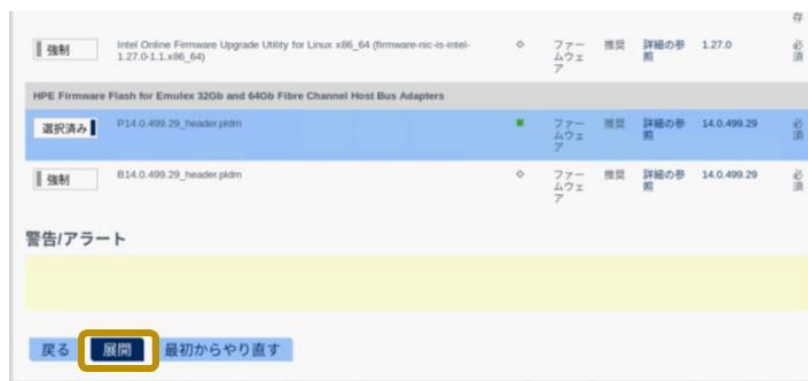 存
強制 Intel Online Firmware Upgrade Utility for Linux x86_64 (firmware-nic-is-intel-1.27.0-1.1.x86_64) ファームウェア 推奨 詳細の参照 1.27.0 必須
HPE Firmware Flash for Emulex 32Gb and 64Gb Fibre Channel Host Bus Adapters
選択済み P14.0.499.29_header.pldm ファームウェア 推奨 詳細の参照 14.0.499.29 必須
強制 B14.0.499.29_header.pldm ファームウェア 推奨 詳細の参照 14.0.499.29 必須
警告/アラート
戻る 展開 最初からやり直す